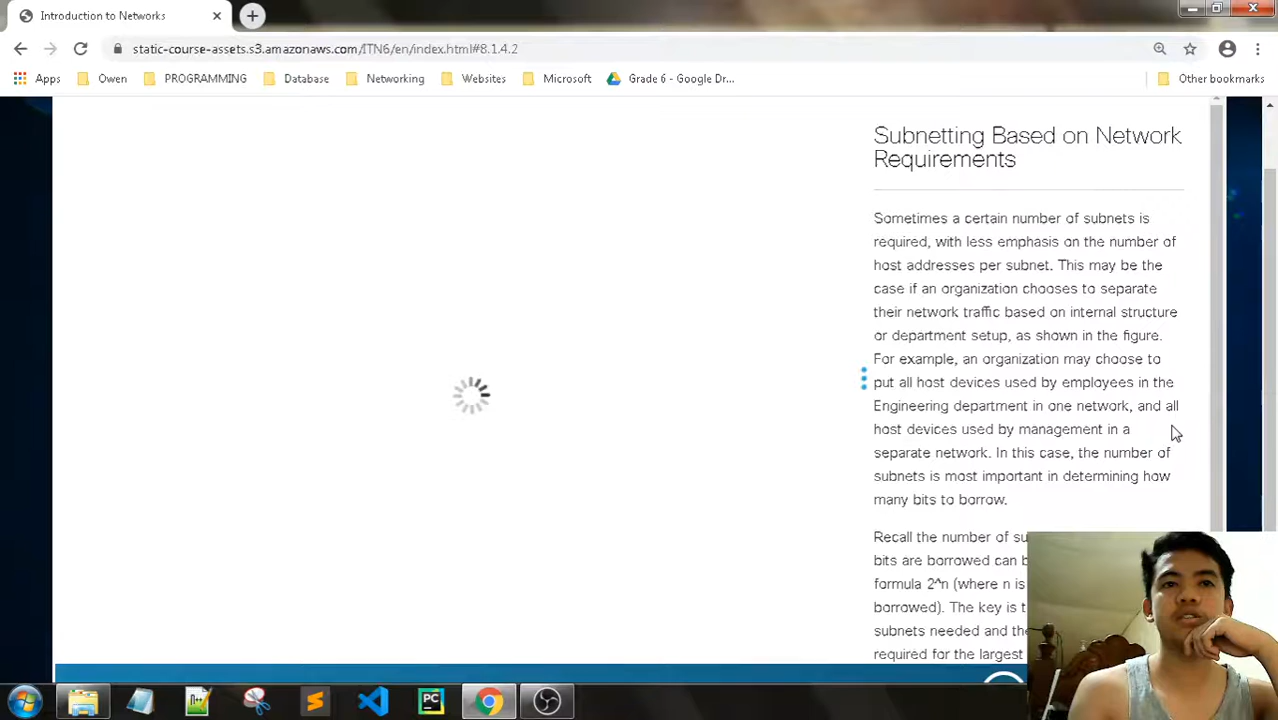 Introduction to Networks
static-course-assets.s3.amazonaws.com/ITN6/en/index.html#8.1.4.2
Apps Owen PROGRAMMING Database Networking Websites Microsoft Grade 6 - Google Dr... Other bookmarks
Subnetting Based on Network
Requirements
Sometimes a certain number of subnets is
required, with less emphasis on the number of
host addresses per subnet. This may be the
case if an organization chooses to separate
their network traffic based on internal structure
or department setup, as shown in the figure.
For example, an organization may choose to
put all host devices used by employees in the
Engineering department in one network, and all
host devices used by management in a
separate network. In this case, the number of
subnets is most important in determining how
many bits to borrow.
Recall the number of su
bits are borrowed can b
formula 2^n (where n is
borrowed). The key is t
subnets needed and the
required for the largest
N++
PC